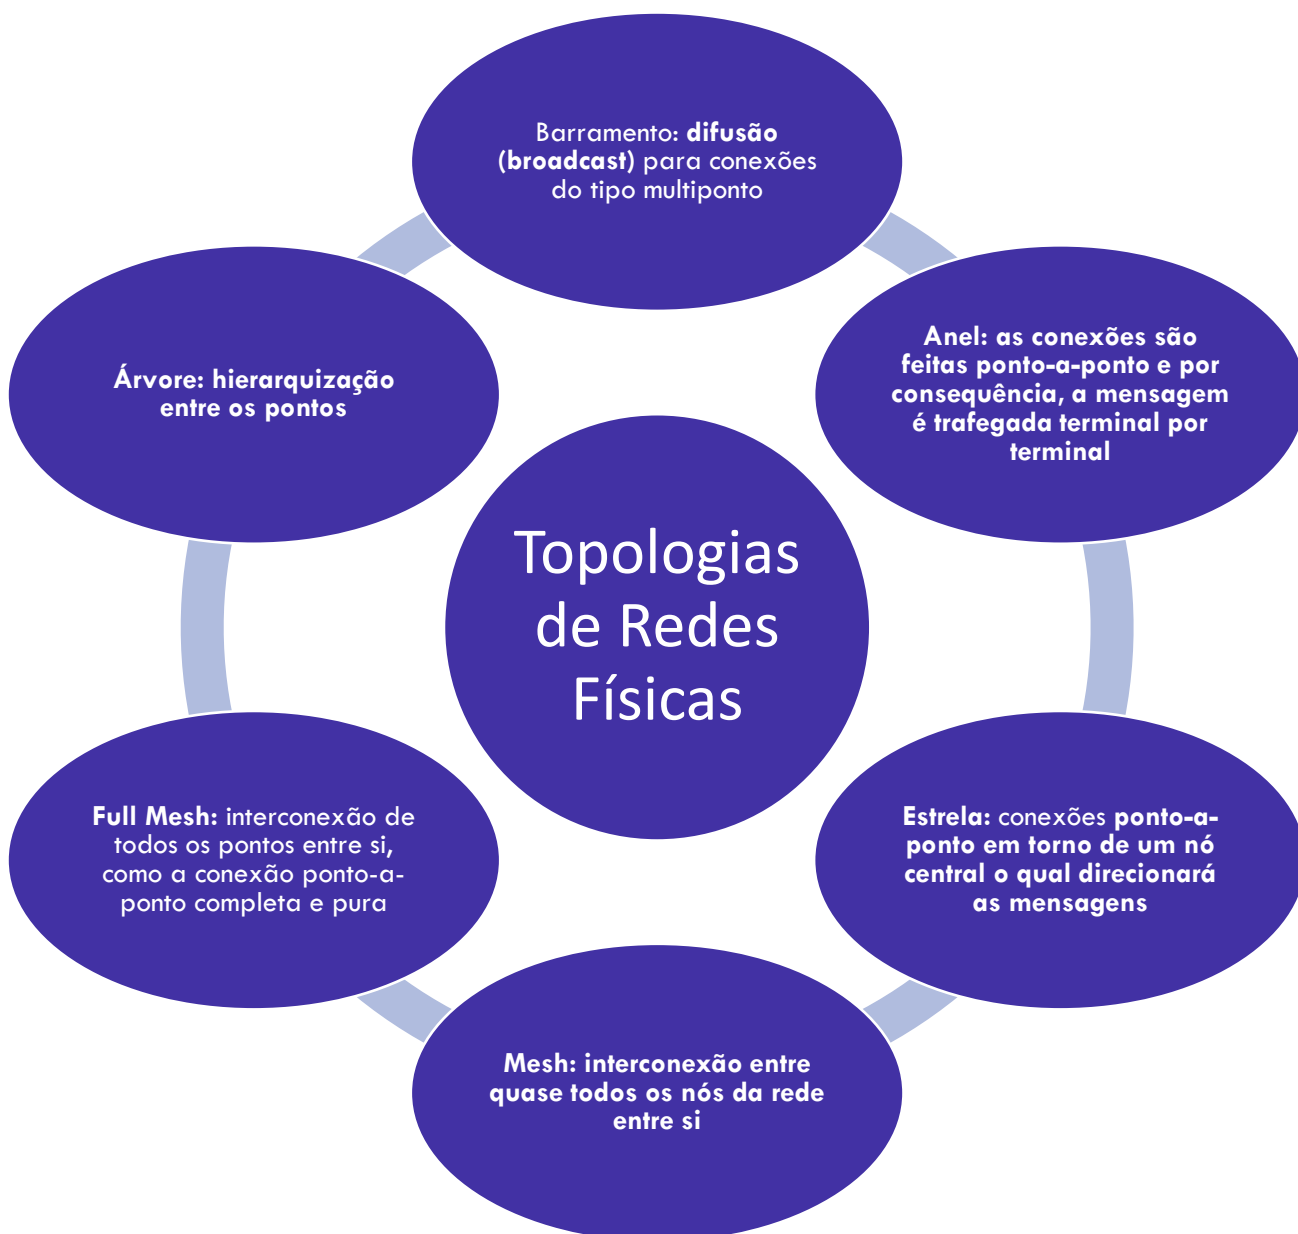 Barramento: difusão
(broadcast) para conexões
do tipo multiponto
Anel: as conexões são
feitas ponto-a-ponto e por
consequência, a mensagem
é trafegada terminal por
terminal
Estrela: conexões ponto-a-
ponto em torno de um nó
central o qual direcionará
as mensagens
Mesh: interconexão entre
quase todos os nós da rede
entre si
Full Mesh: interconexão de
todos os pontos entre si,
como a conexão ponto-a-
ponto completa e pura
Árvore: hierarquização
entre os pontos
Topologias
de Redes
Físicas